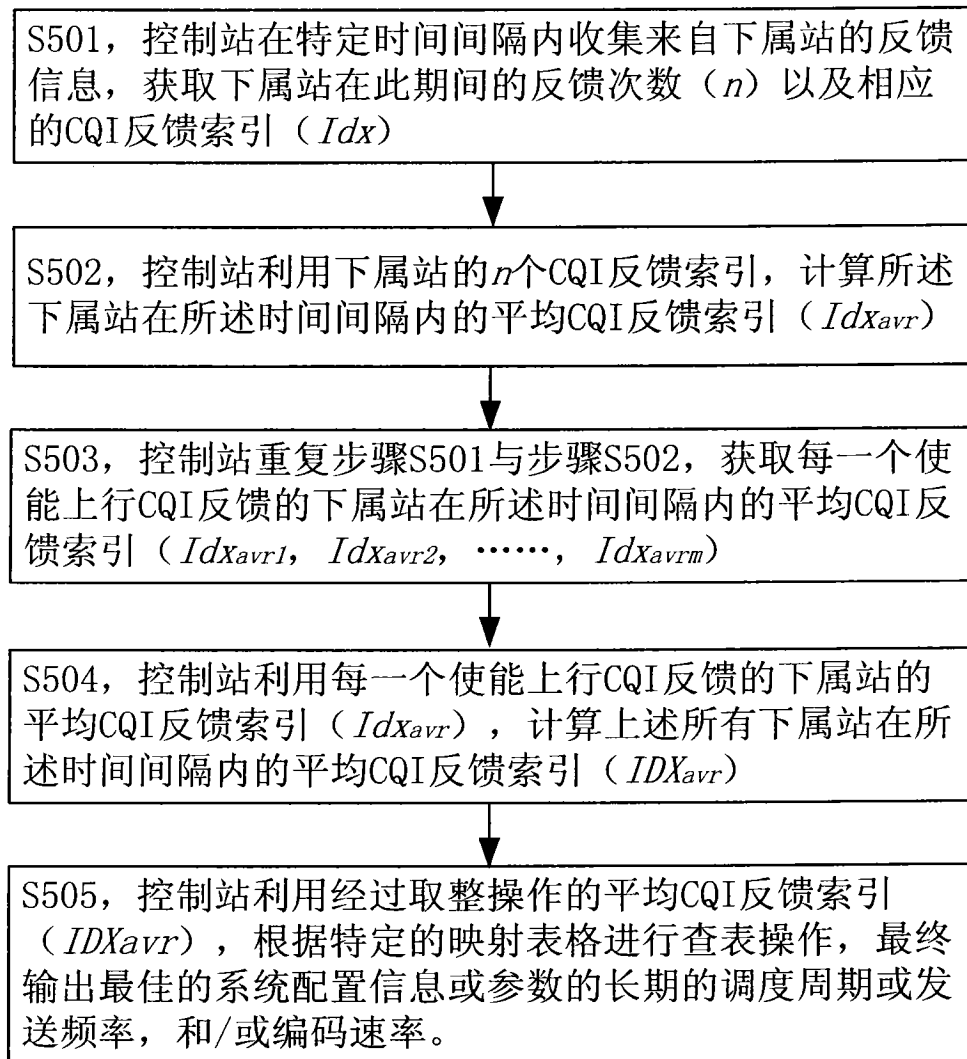 S501，控制站在特定时间间隔内收集来自下属站的反馈
信息，获取下属站在此期间的反馈次数（n）以及相应
的CQI反馈索引（Idx）
S502，控制站利用下属站的n个CQI反馈索引，计算所述
下属站在所述时间间隔内的平均CQI反馈索引（Idxavr）
S503，控制站重复步骤S501与步骤S502，获取每一个使
能上行CQI反馈的下属站在所述时间间隔内的平均CQI反
馈索引（Idxavr1，Idxavr2，……，Idxavrm）
S504，控制站利用每一个使能上行CQI反馈的下属站的
平均CQI反馈索引（Idxavr），计算上述所有下属站在所
述时间间隔内的平均CQI反馈索引（IDXavr）
S505，控制站利用经过取整操作的平均CQI反馈索引
（IDXavr），根据特定的映射表格进行查表操作，最终
输出最佳的系统配置信息或参数的长期的调度周期或发
送频率，和/或编码速率。